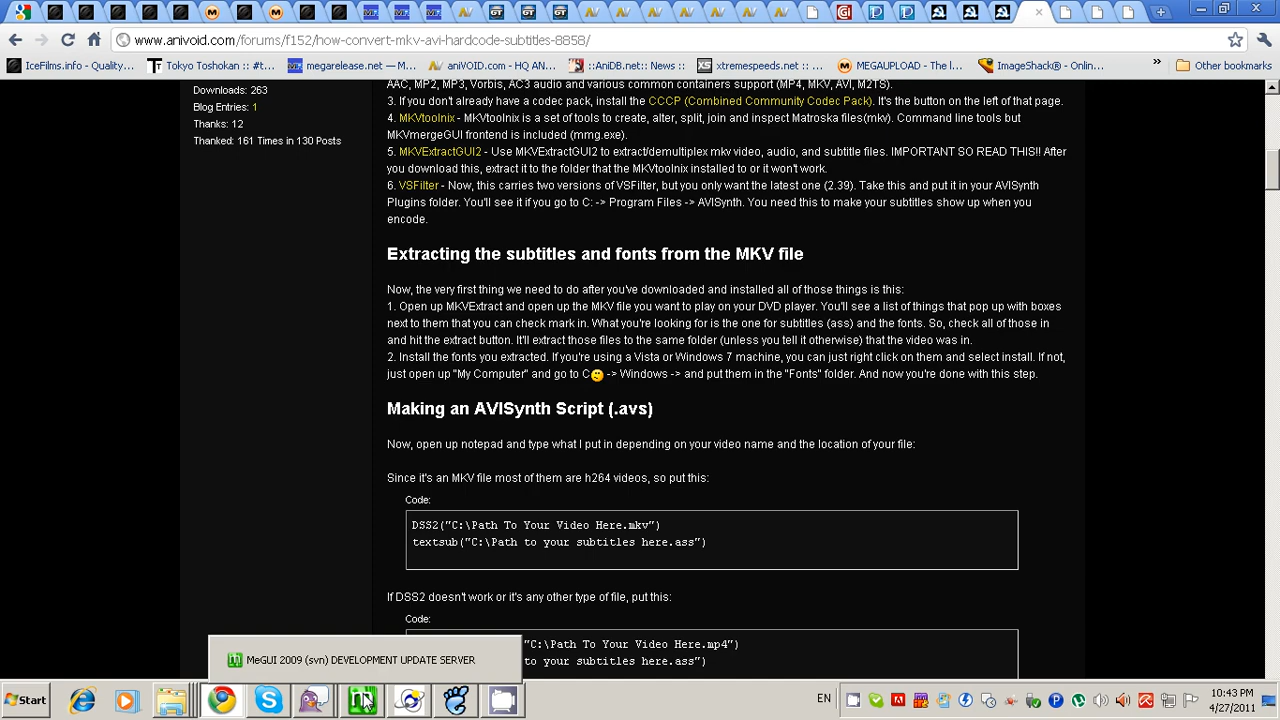 www.anivoid.com/forums/f152/how-convert-mkv-avi-hardcode-subtitles-8858/
IceFilms.info - Quality...
Tokyo Toshokan :: #t...
megarelease.net — M...
aniVOID.com - HQ AN...
::AniDB.net:: News ::
xtremespeeds.net :: ...
MEGAUPLOAD - The l...
ImageShack® - Onlin...
»
Other bookmarks
Downloads: 263
Blog Entries: 1
Thanks: 12
Thanked: 161 Times in 130 Posts
AAC, MP2, MP3, Vorbis, AC3 audio and various common containers support (MP4, MKV, AVI, M2TS).
3. If you don't already have a codec pack, install the CCCP (Combined Community Codec Pack). It's the button on the left of that page.
4. MKVtoolnix - MKVtoolnix is a set of tools to create, alter, split, join and inspect Matroska files(mkv). Command line tools but
MKVmergeGUI frontend is included (mmg.exe).
5. MKVExtractGUI2 - Use MKVExtractGUI2 to extract/demultiplex mkv video, audio, and subtitle files. IMPORTANT SO READ THIS!! After
you download this, extract it to the folder that the MKVtoolnix installed to or it won't work.
6. VSFilter - Now, this carries two versions of VSFilter, but you only want the latest one (2.39). Take this and put it in your AVISynth
Plugins folder. You'll see it if you go to C: -> Program Files -> AVISynth. You need this to make your subtitles show up when you
encode.
Extracting the subtitles and fonts from the MKV file
Now, the very first thing we need to do after you've downloaded and installed all of those things is this:
1. Open up MKVExtract and open up the MKV file you want to play on your DVD player. You'll see a list of things that pop up with boxes
next to them that you can check mark in. What you're looking for is the one for subtitles (ass) and the fonts. So, check all of those in
and hit the extract button. It'll extract those files to the same folder (unless you tell it otherwise) that the video was in.
2. Install the fonts you extracted. If you're using a Vista or Windows 7 machine, you can just right click on them and select install. If not,
just open up "My Computer" and go to C -> Windows -> and put them in the "Fonts" folder. And now you're done with this step.
Making an AVISynth Script (.avs)
Now, open up notepad and type what I put in depending on your video name and the location of your file:
Since it's an MKV file most of them are h264 videos, so put this:
Code:
DSS2("C:\Path To Your Video Here.mkv")
textsub("C:\Path to your subtitles here.ass")
If DSS2 doesn't work or it's any other type of file, put this:
Code:
"C:\Path To Your Video Here.mp4")
to your subtitles here.ass")
MeGUI 2009 (svn) DEVELOPMENT UPDATE SERVER
Start
EN
10:43 PM
4/27/2011